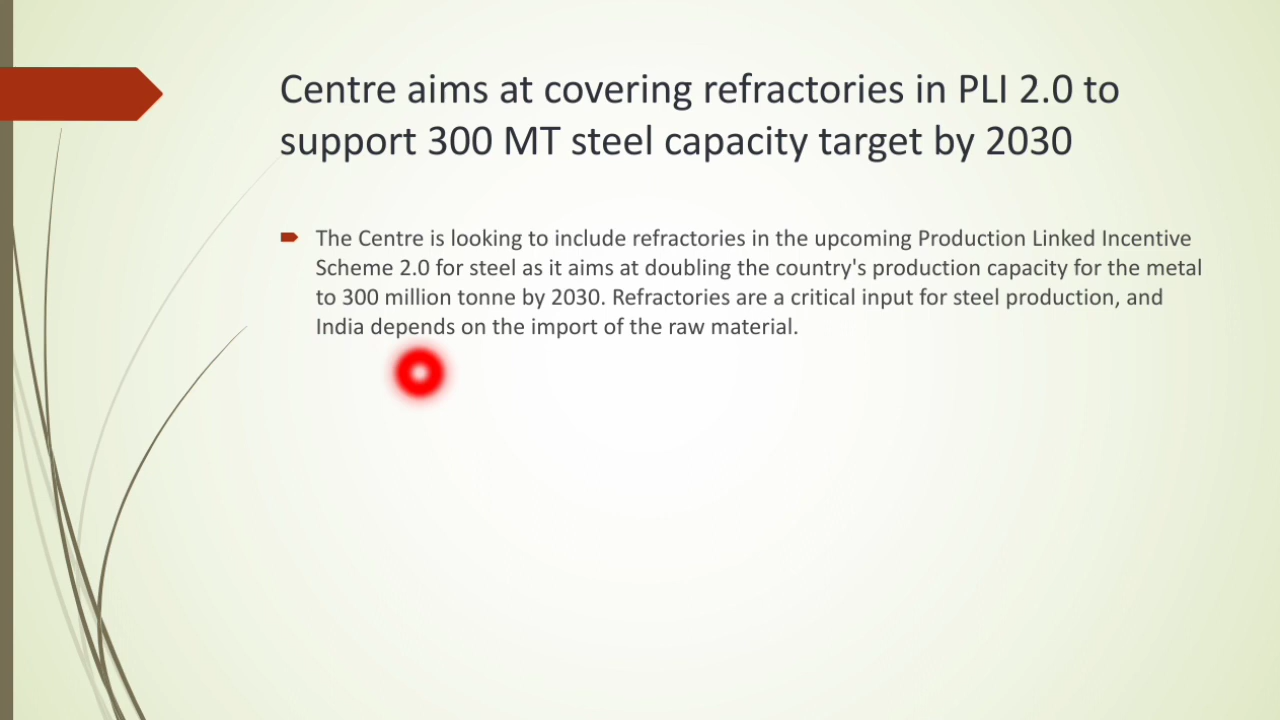 Centre aims at covering refractories in PLI 2.0 to
support 300 MT steel capacity target by 2030
The Centre is looking to include refractories in the upcoming Production Linked Incentive
Scheme 2.0 for steel as it aims at doubling the country's production capacity for the metal
to 300 million tonne by 2030. Refractories are a critical input for steel production, and
India depends on the import of the raw material.